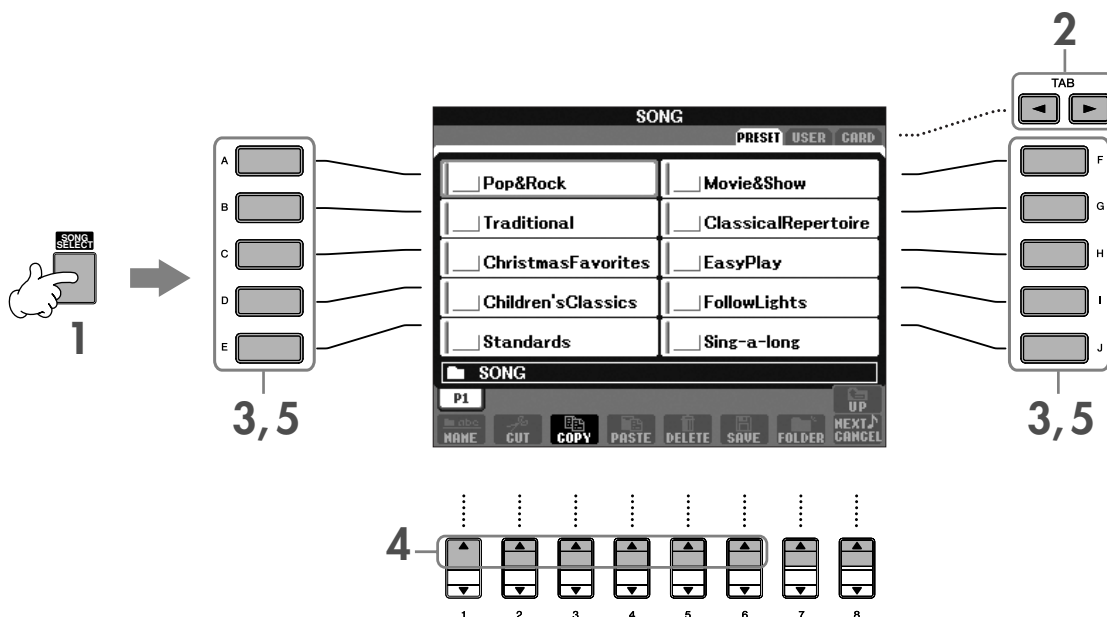 2
TAB
SONG
PRESET USER CARD
A
F
Pop&Rock Movie&Show
B
G
Traditional ClassicalRepertoire
SONG
SELECT
C
H
ChristmasFavorites EasyPlay
D
I
Children'sClassics FollowLights
1
E
J
Standards Sing-a-long
SONG
P1
UP
3, 5
3, 5
abc
NAME CUT COPY PASTE DELETE SAVE FOLDER NEXT
CANCEL
4
1 2 3 4 5 6 7 8